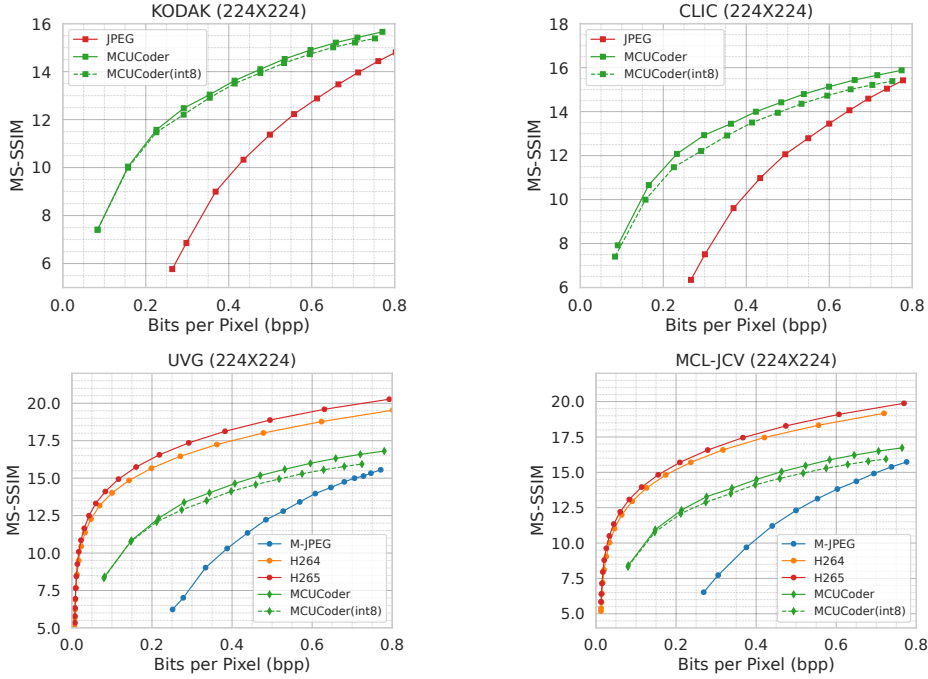 KODAK (224X224)
16
14
12
10
8
6
MS-SSIM
JPEG
MCUCoder
MCUCoder(int8)
0.0 0.2 0.4 0.6 0.8
Bits per Pixel (bpp)
CLIC (224X224)
18
16
14
12
10
8
6
MS-SSIM
JPEG
MCUCoder
MCUCoder(int8)
0.0 0.2 0.4 0.6 0.8
Bits per Pixel (bpp)
UVG (224X224)
20.0
17.5
15.0
12.5
10.0
7.5
5.0
MS-SSIM
M-JPEG
H264
H265
MCUCoder
MCUCoder(int8)
0.0 0.2 0.4 0.6 0.8
Bits per Pixel (bpp)
MCL-JCV (224X224)
20.0
17.5
15.0
12.5
10.0
7.5
5.0
MS-SSIM
M-JPEG
H264
H265
MCUCoder
MCUCoder(int8)
0.0 0.2 0.4 0.6 0.8
Bits per Pixel (bpp)